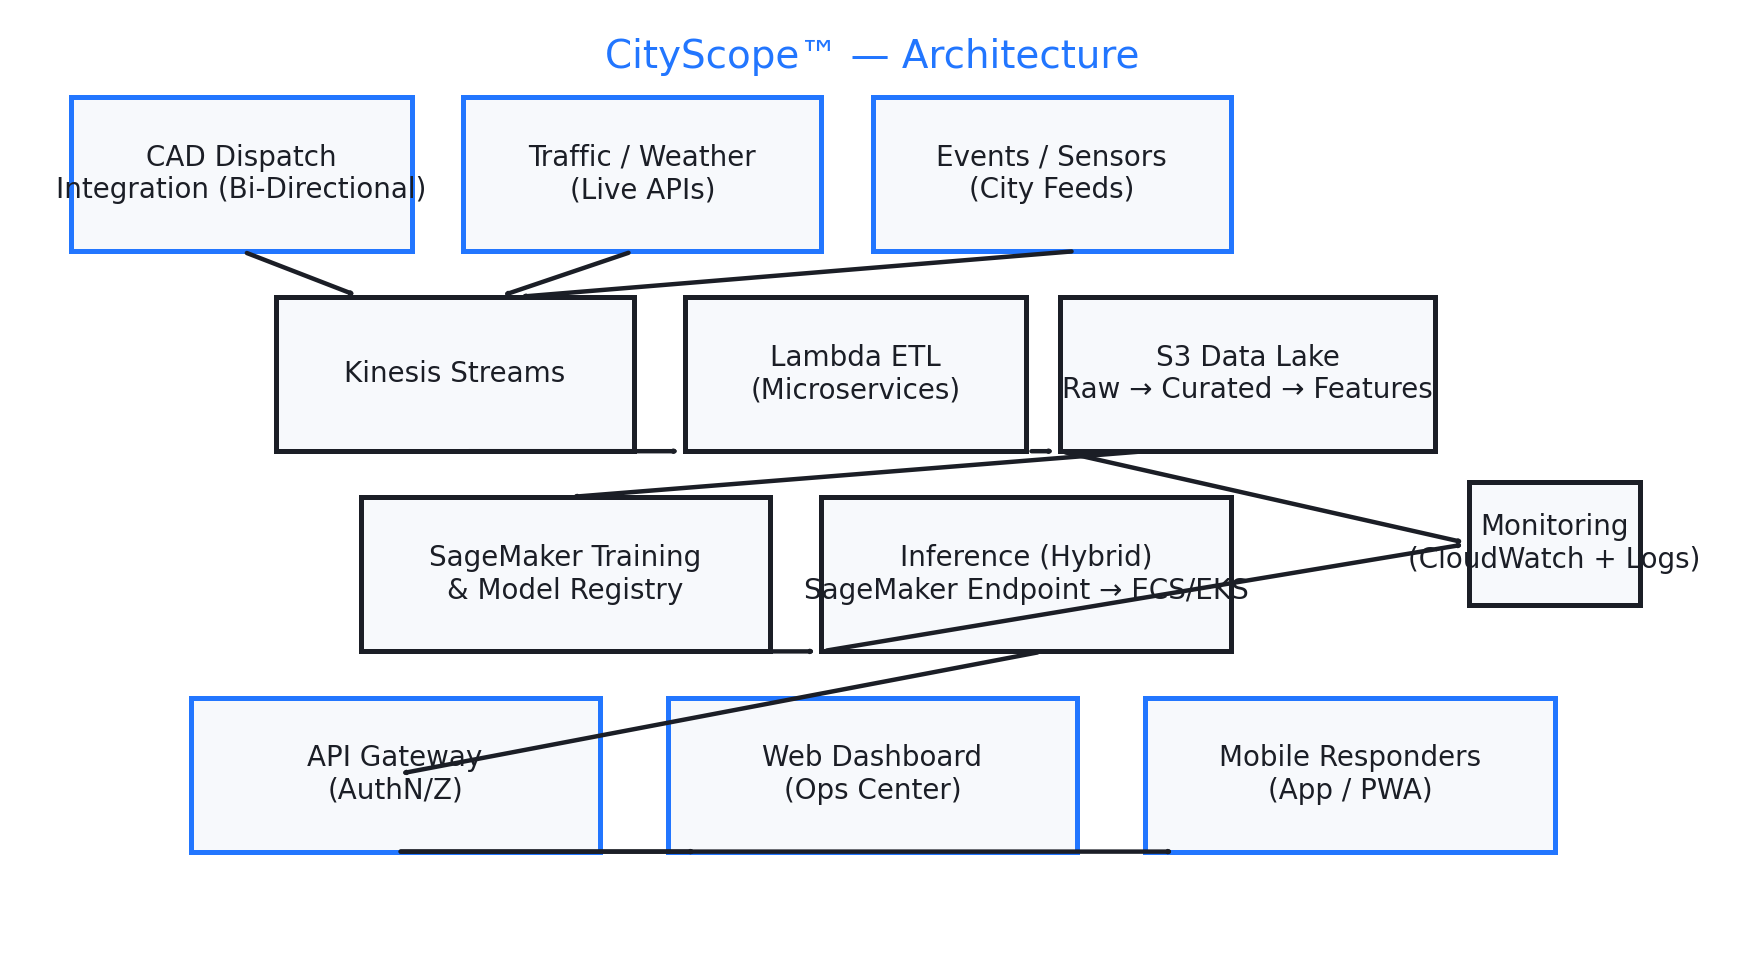 CityScope™ — Architecture
CAD Dispatch
Integration (Bi-Directional)
Traffic / Weather
(Live APIs)
Events / Sensors
(City Feeds)
Kinesis Streams
Lambda ETL
(Microservices)
S3 Data Lake
Raw → Curated → Features
SageMaker Training
& Model Registry
Inference (Hybrid)
SageMaker Endpoint → ECS/EKS
Monitoring
(CloudWatch + Logs)
API Gateway
(AuthN/Z)
Web Dashboard
(Ops Center)
Mobile Responders
(App / PWA)